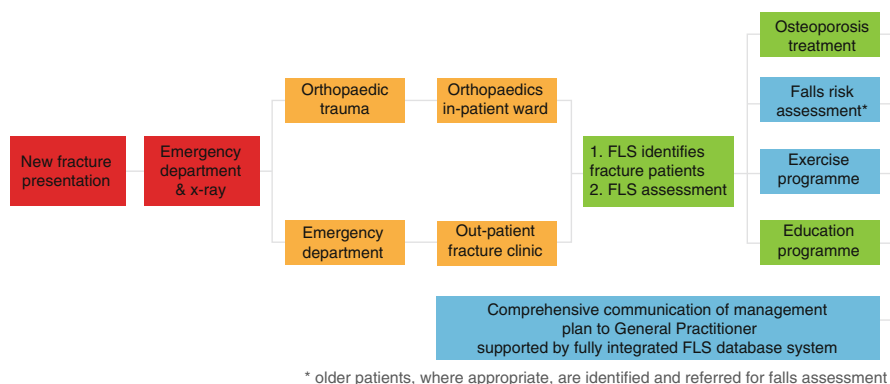 New fracture
presentation
Emergency
department
& x-ray
Orthopaedic
trauma
Orthopaedics
in-patient ward
Emergency
department
Out-patient
fracture clinic
1. FLS identifies
fracture patients
2. FLS assessment
Osteoporosis
treatment
Falls risk
assessment*
Exercise
programme
Education
programme
Comprehensive communication of management
plan to General Practitioner
supported by fully integrated FLS database system
* older patients, where appropriate, are identified and referred for falls assessment